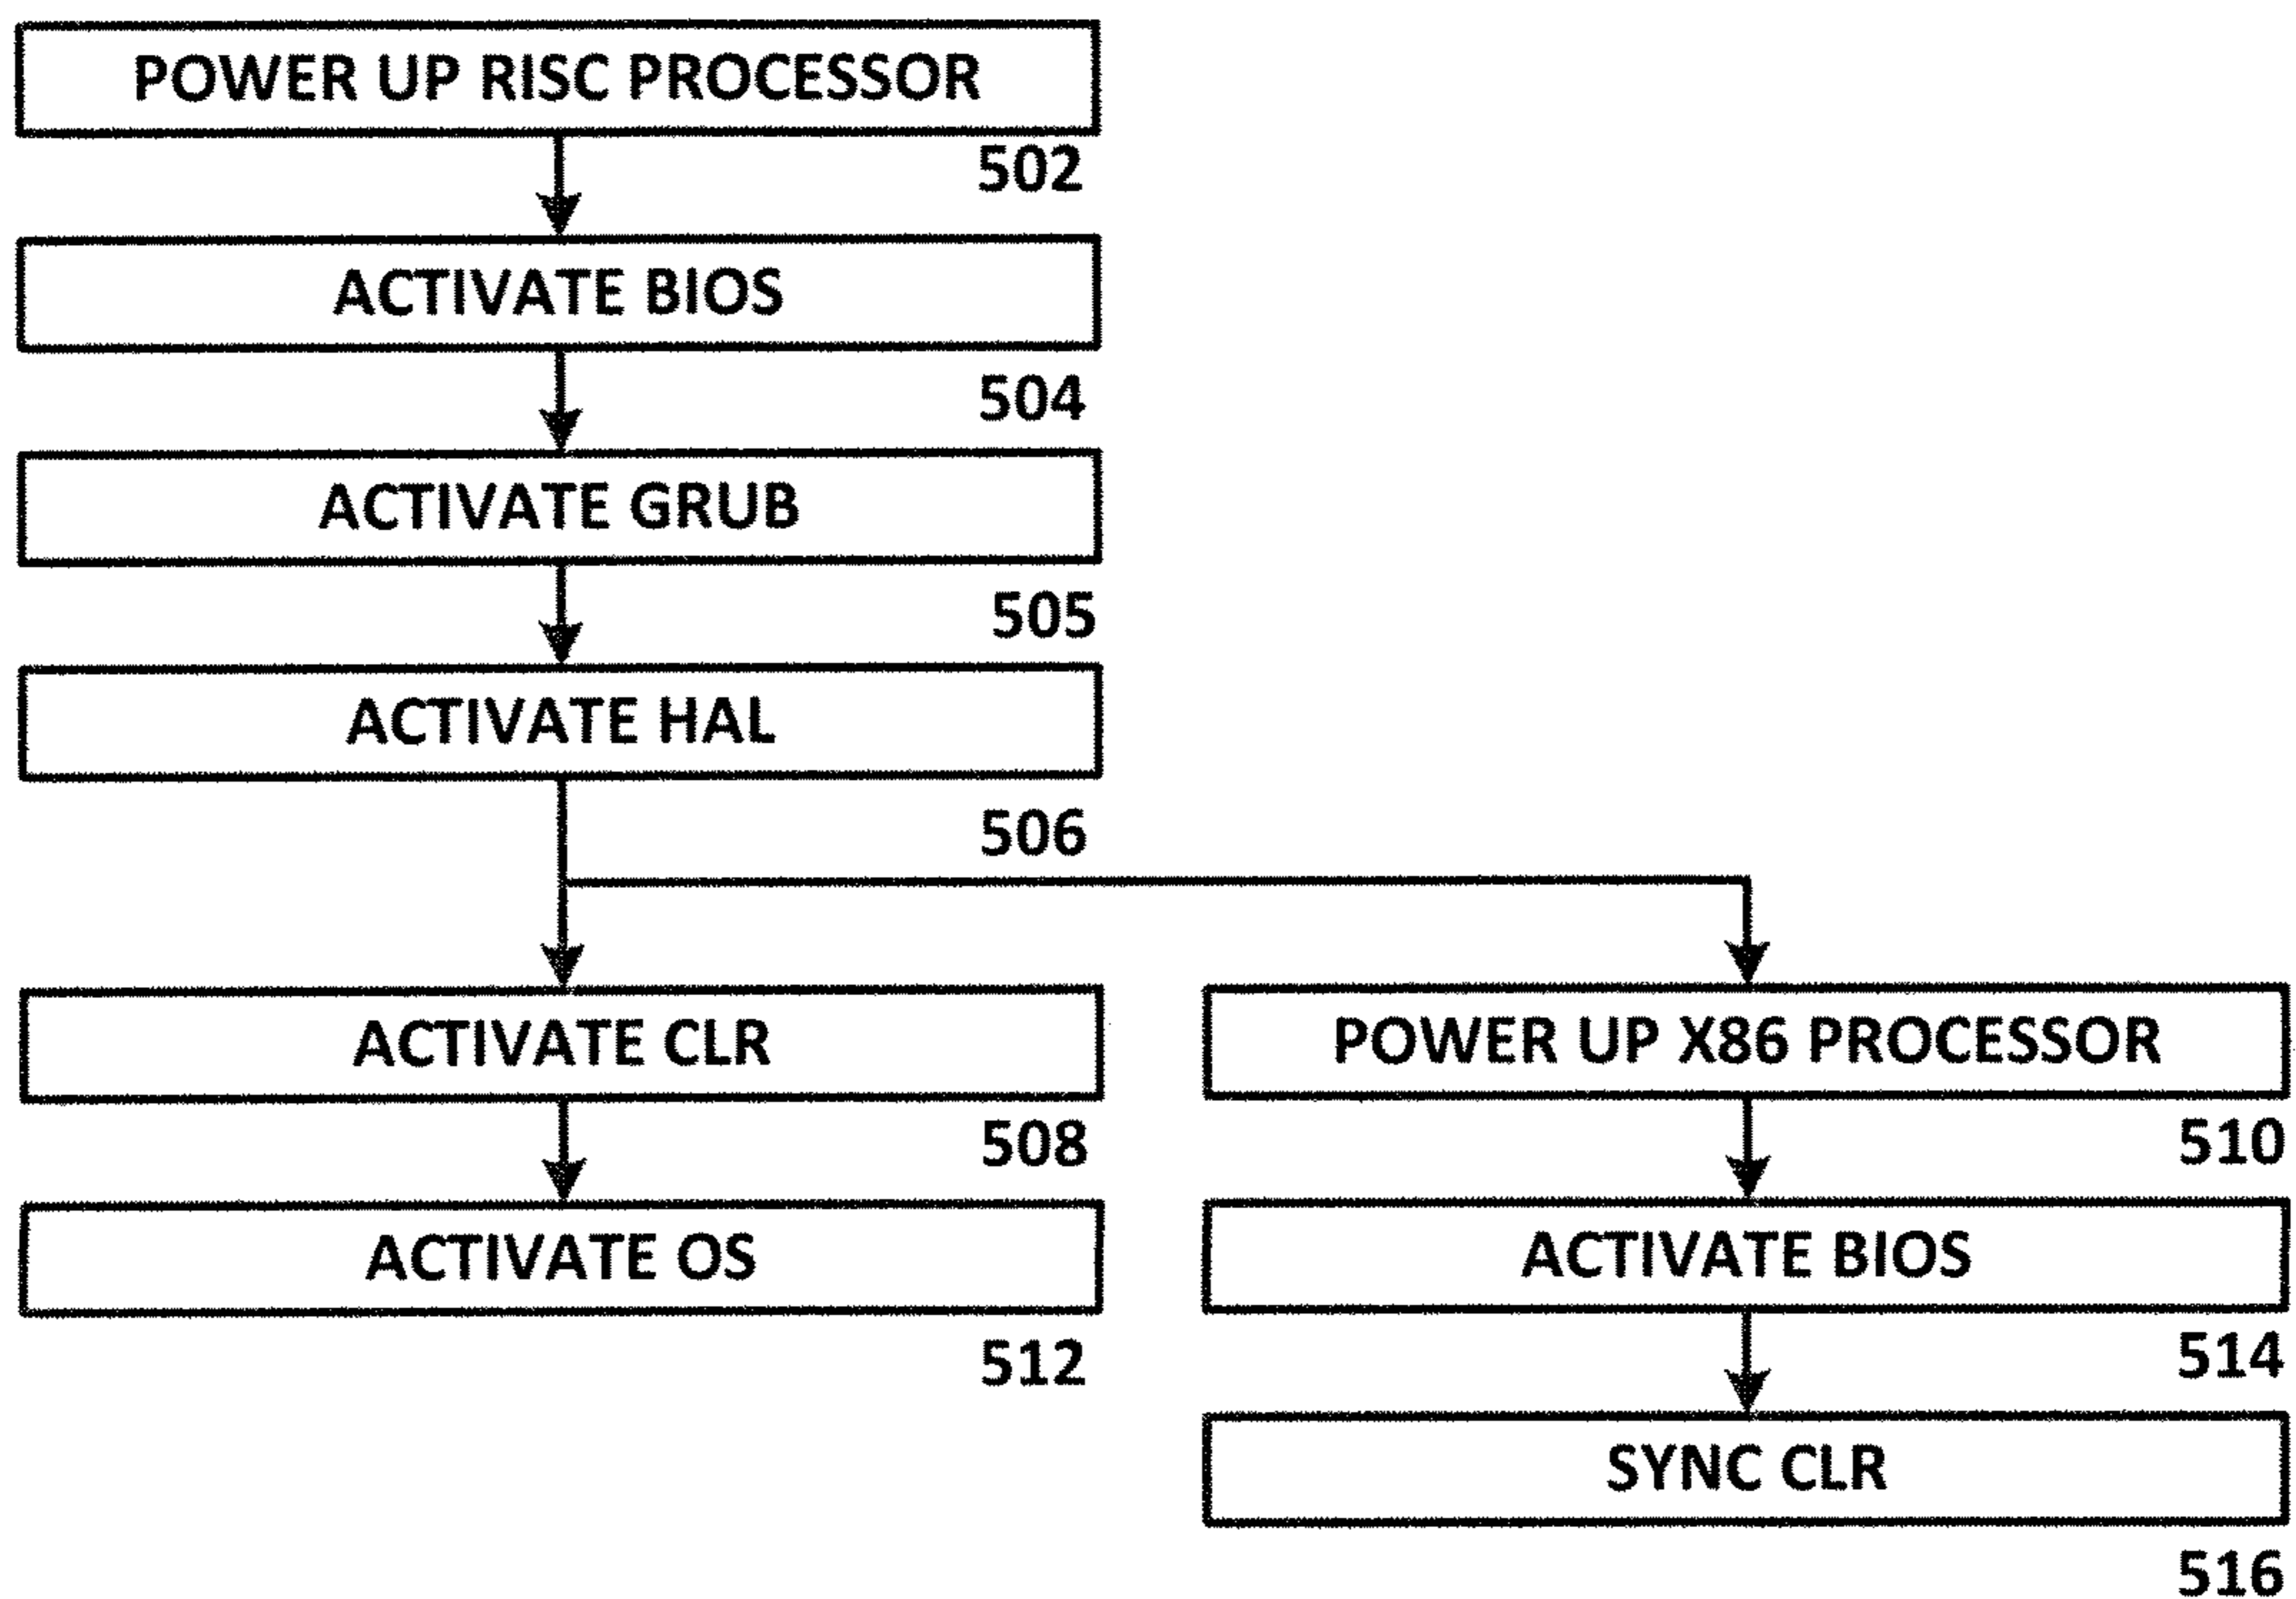 POWER UP RISC PROCESSOR
502
ACTIVATE BIOS
504
ACTIVATE GRUB
505
ACTIVATE HAL
506
ACTIVATE CLR
508
ACTIVATE OS
512
POWER UP X86 PROCESSOR
510
ACTIVATE BIOS
514
SYNC CLR
516